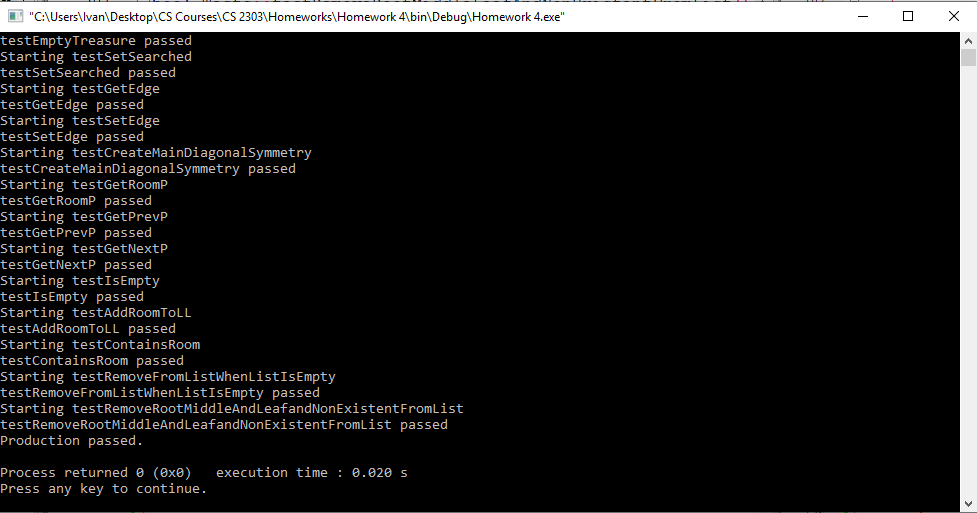 "C:\Users\Ivan\Desktop\CS Courses\CS 2303\Homeworks\Homework 4\bin\Debug\Homework 4.exe"
testEmptyTreasure passed
Starting testSetSearched
testSetSearched passed
Starting testGetEdge
testGetEdge passed
Starting testSetEdge
testSetEdge passed
Starting testCreateMainDiagonalSymmetry
testCreateMainDiagonalSymmetry passed
Starting testGetRoomP
testGetRoomP passed
Starting testGetPrevP
testGetPrevP passed
Starting testGetNextP
testGetNextP passed
Starting testIsEmpty
testIsEmpty passed
Starting testAddRoomToLL
testAddRoomToLL passed
Starting testContainsRoom
testContainsRoom passed
Starting testRemoveFromListWhenListIsEmpty
testRemoveFromListWhenListIsEmpty passed
Starting testRemoveRootMiddleAndLeafandNonExistentFromList
testRemoveRootMiddleAndLeafandNonExistentFromList passed
Production passed.
Process returned 0 (0x0)   execution time : 0.020 s
Press any key to continue.